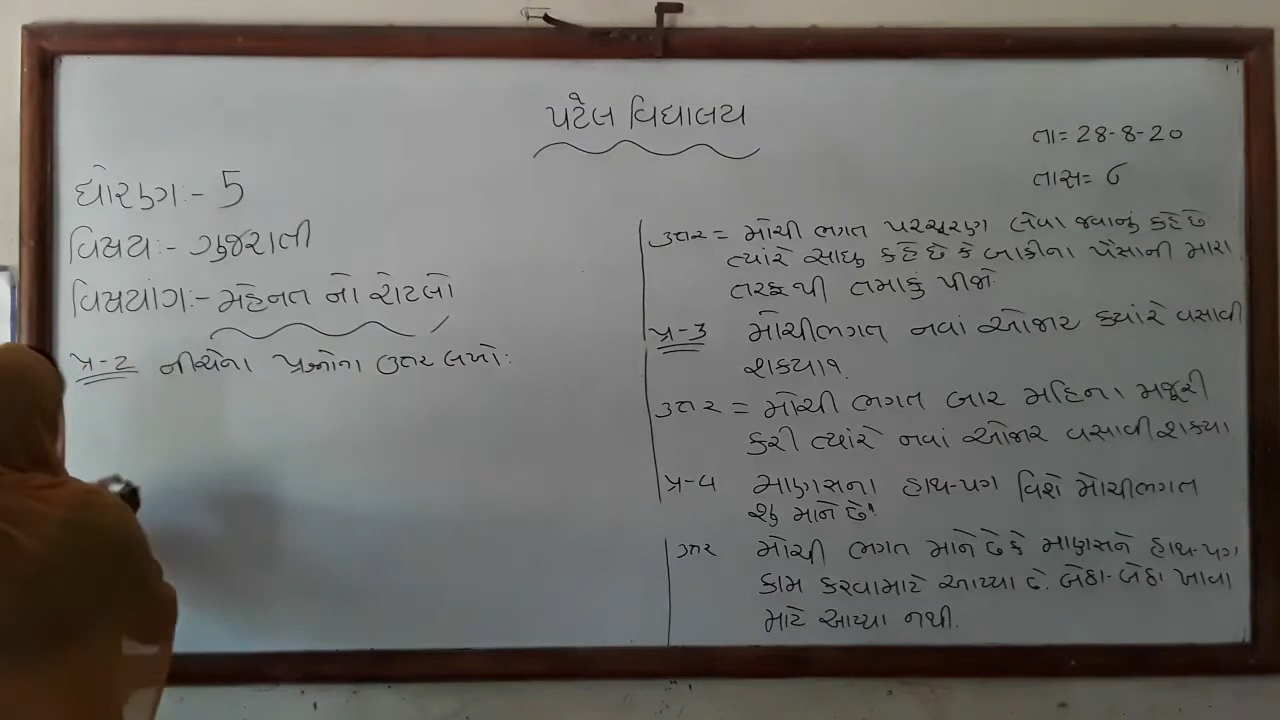 પટેલ વિદ્યાલય
તા= 28-8-20
તાસ= ૮
ધોરણ:- 5
વિષય:- ગુજરાતી
વિષયાંગ:- મહેનત નો રોટલો
પ્ર-2 નીચેના પ્રશ્નોના ઉત્તર લખો:
ઉત્તર = મોચી ભગત પરચૂરણ લેવા જવાનું કહે છે
ત્યારે સાધુ કહે છે કે બાકીના પૈસાની મારા
તરફથી તમાકું પીજો.
પ્ર-3 મોચીભગત નવાં ઓજાર ક્યારે વસાવી
શક્યા?
ઉત્તર = મોચી ભગત બાર મહિના મજૂરી
કરી ત્યારે નવાં ઓજાર વસાવી શક્યા.
પ્ર-૪ માણસના હાથ-પગ વિશે મોચીભગત
શું માને છે?
ઉત્તર મોચી ભગત માને છે કે માણસને હાથ-પગ
કામ કરવામાટે આપ્યા છે. બેઠા-બેઠા ખાવા
માટે આપ્યા નથી.